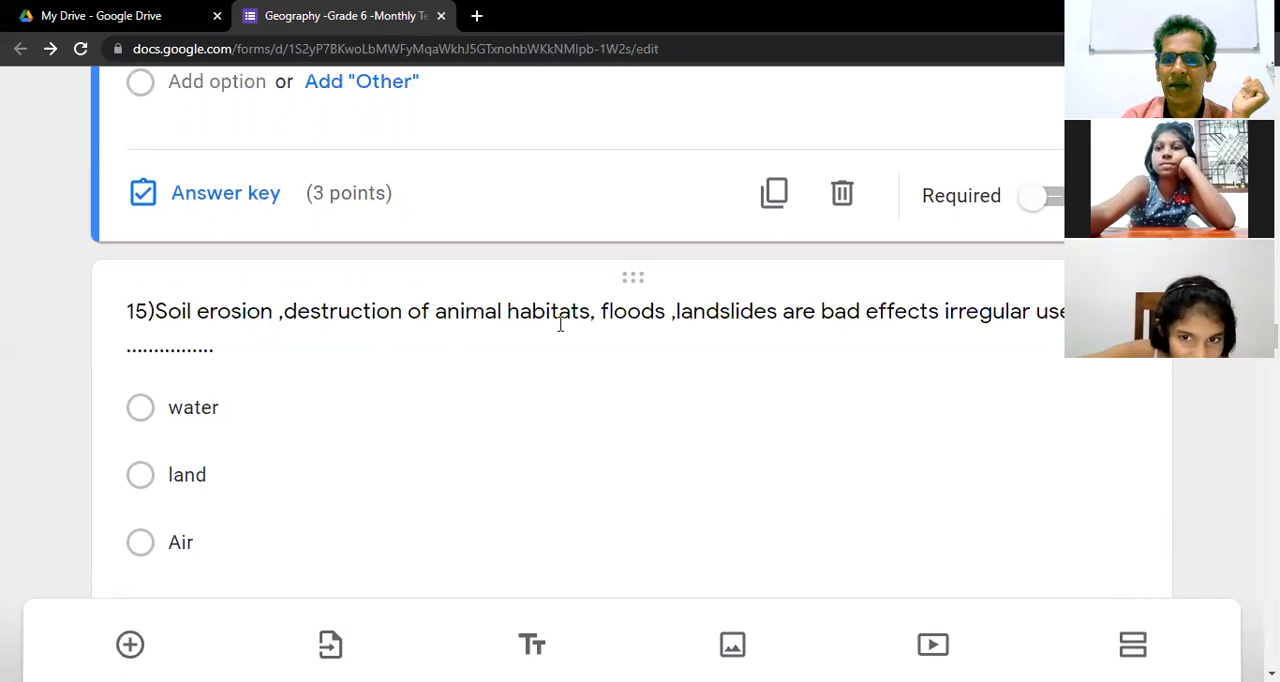 My Drive - Google Drive
Geography -Grade 6 -Monthly Te
docs.google.com/forms/d/1S2yP7BKwoLbMWFyMqaWkhJ5GTxnohbWKkNMlpb-1W2s/edit
Add option or Add "Other"
Answer key (3 points)
Required
15)Soil erosion ,destruction of animal habitats, floods ,landslides are bad effects irregular use
................
water
land
Air
Tт